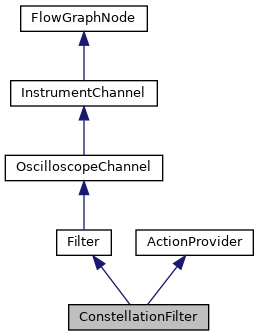 FlowGraphNode
InstrumentChannel
OscilloscopeChannel
Filter
ActionProvider
ConstellationFilter